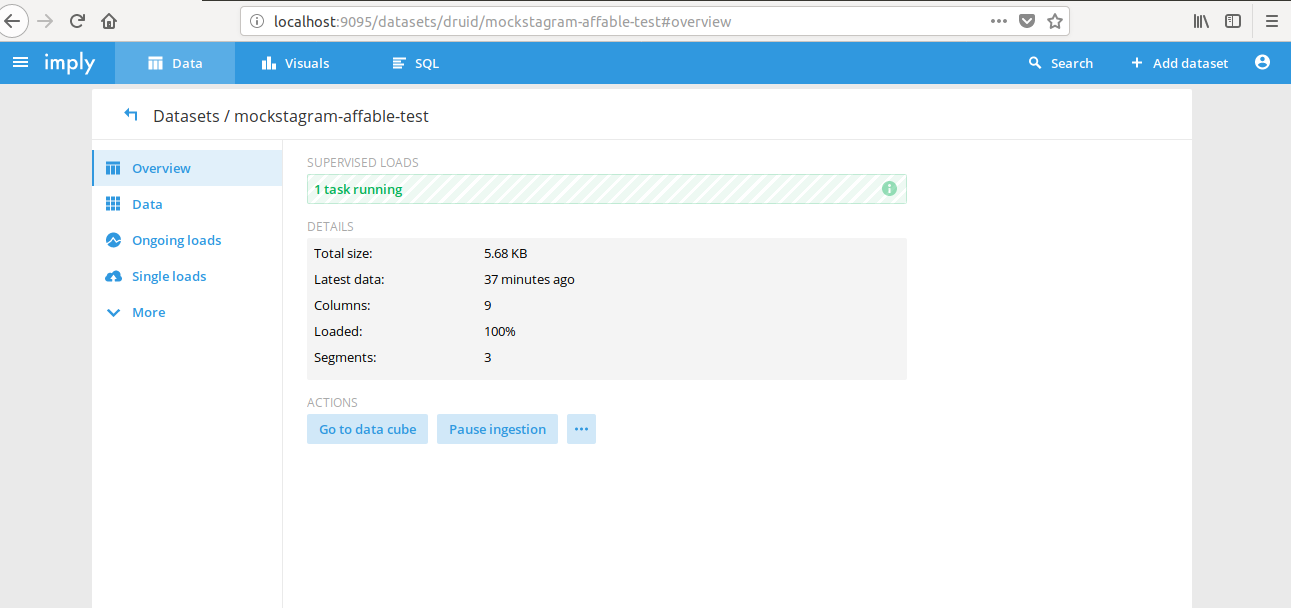 localhost:9095/datasets/druid/mockstagram-affable-test#overview
imply Data Visuals SQL Search + Add dataset
Datasets / mockstagram-affable-test
Overview
Data
Ongoing loads
Single loads
More
SUPERVISED LOADS
1 task running
DETAILS
Total size: 5.68 KB
Latest data: 37 minutes ago
Columns: 9
Loaded: 100%
Segments: 3
ACTIONS
Go to data cube Pause ingestion ...